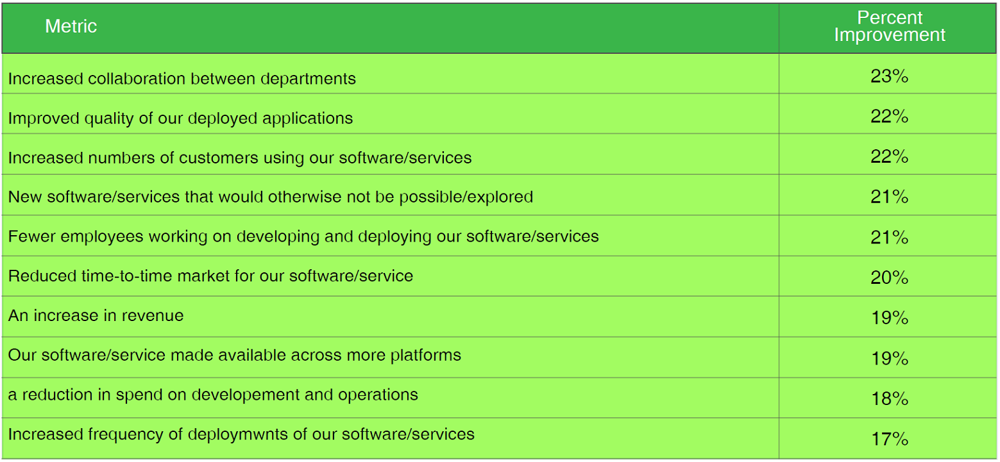 Metric
Percent
Improvement
Increased collaboration between departments
23%
Improved quality of our deployed applications
22%
Increased numbers of customers using our software/services
22%
New software/services that would otherwise not be possible/explored
21%
Fewer employees working on developing and deploying our software/services
21%
Reduced time-to-time market for our software/service
20%
An increase in revenue
19%
Our software/service made available across more platforms
19%
a reduction in spend on developement and operations
18%
Increased frequency of deploymwnts of our software/services
17%